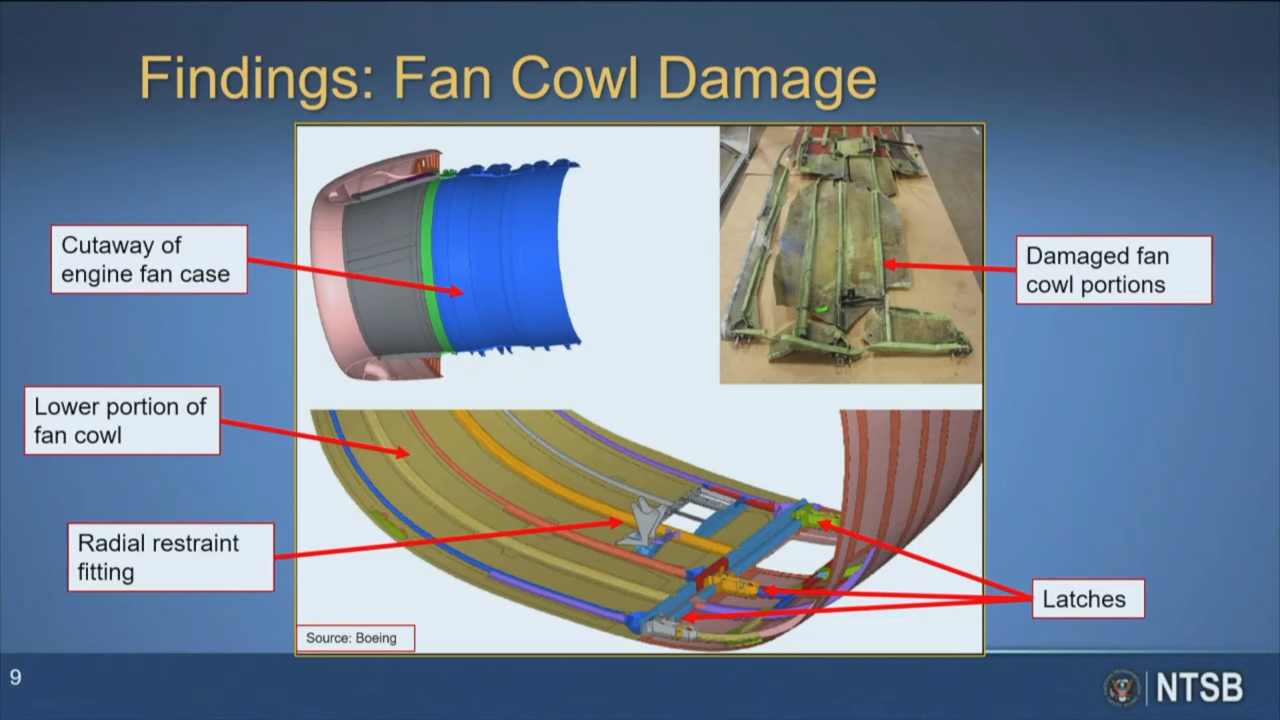 Findings: Fan Cowl Damage
Cutaway of
engine fan case
Damaged fan
cowl portions
Lower portion of
fan cowl
Radial restraint
fitting
Latches
Source: Boeing
9
NTSB